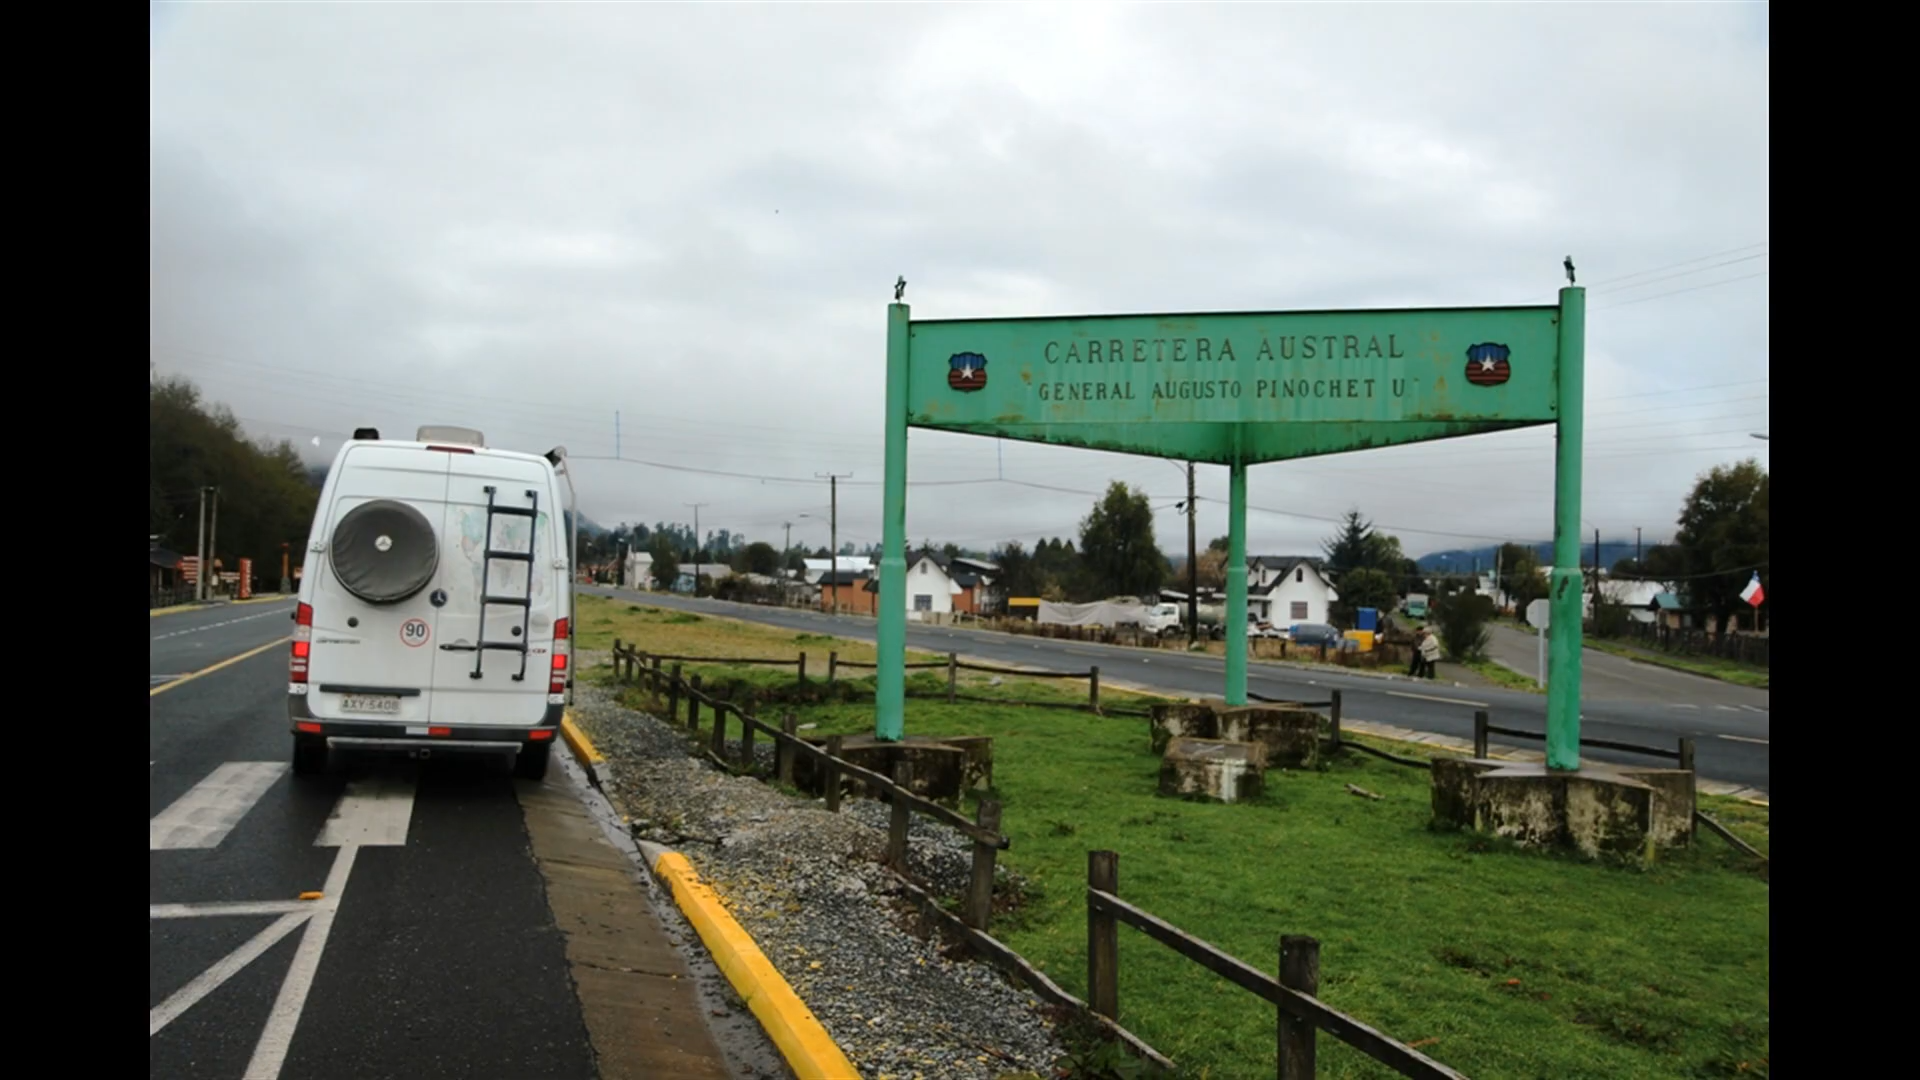 CARRETERA AUSTRAL
GENERAL AUGUSTO PINOCHET U.
90
AXY-5408